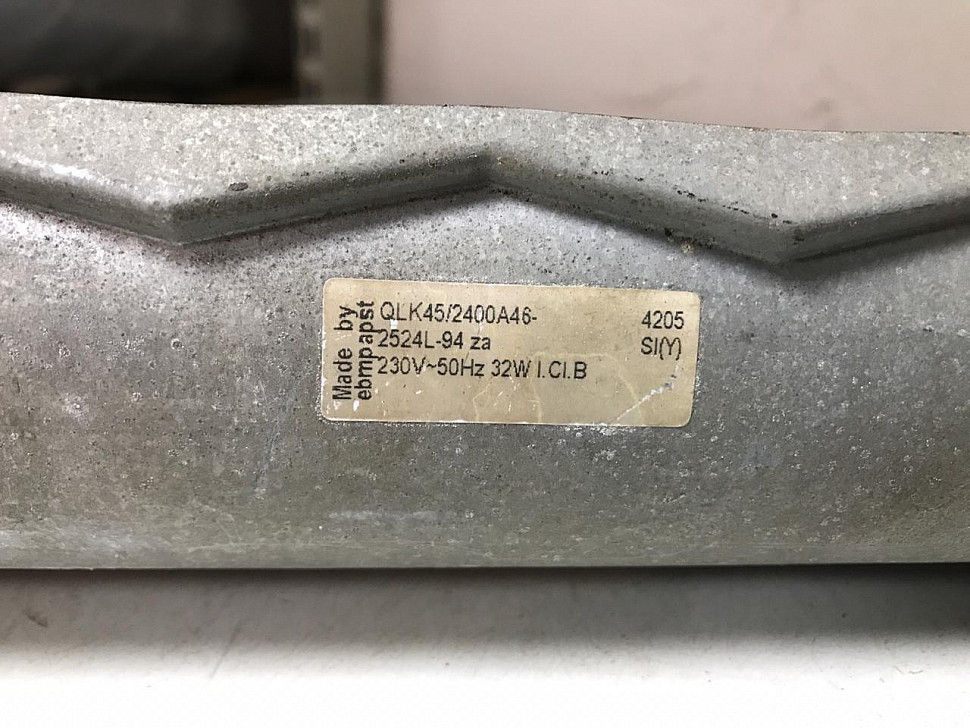 Made by
ebmpapst
QLK45/2400A46-
2524L-94 za
230V~50Hz 32W I.Cl.B
4205
SI(Y)